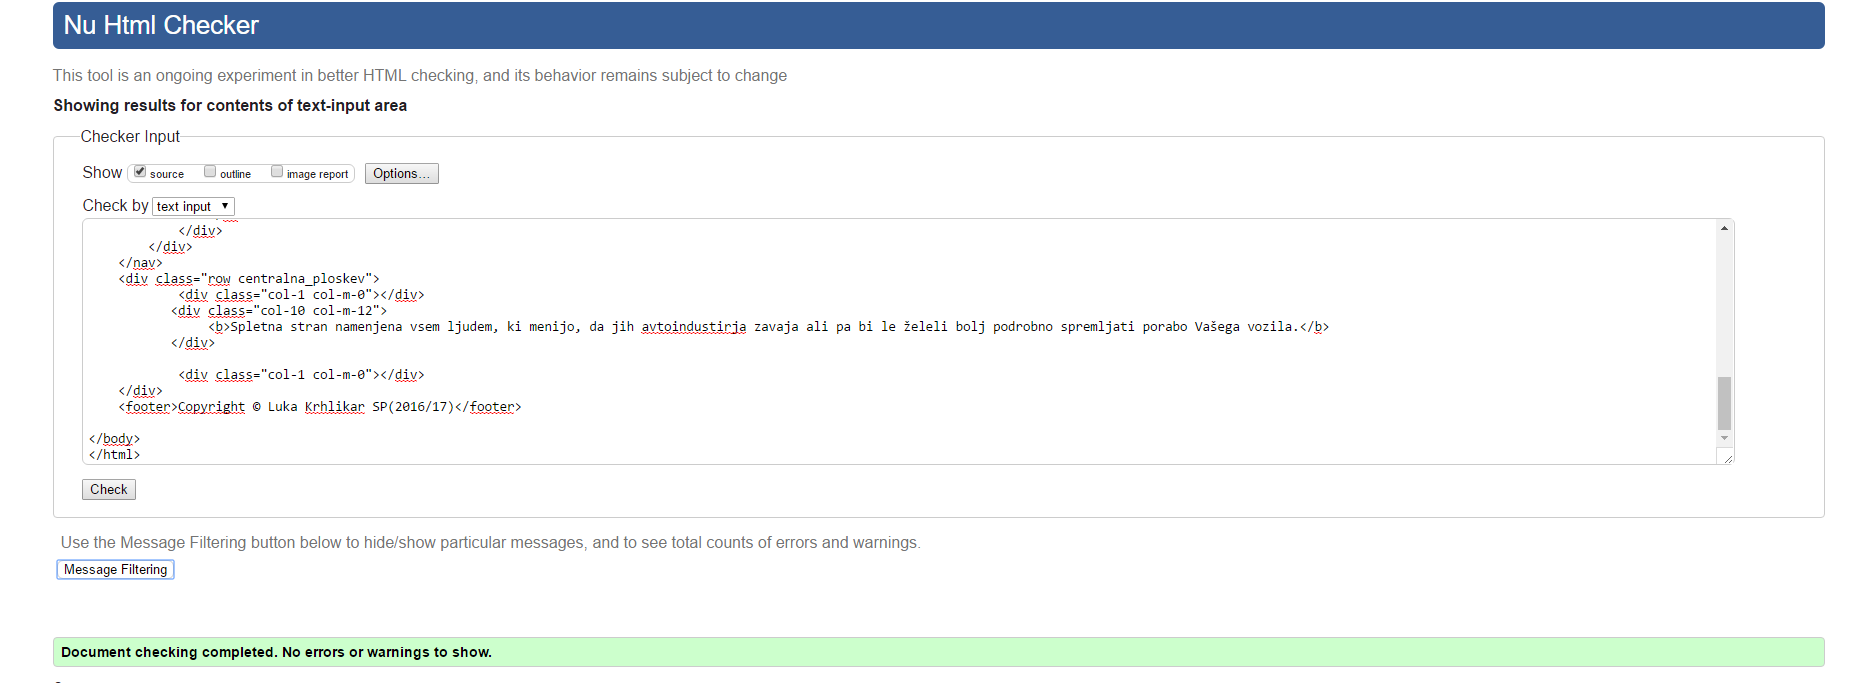 Nu Html Checker
This tool is an ongoing experiment in better HTML checking, and its behavior remains subject to change
Showing results for contents of text-input area
Checker Input
Show source outline image report Options...
Check by text input
</div>
</div>
</nav>
<div class="row centralna_ploskev">
<div class="col-1 col-m-0"></div>
<div class="col-10 col-m-12">
<b>Spletna stran namenjena vsem ljudem, ki menijo, da jih avtoindustirja zavaja ali pa bi le želeli bolj podrobno spremljati porabo Vašega vozila.</b>
</div>
<div class="col-1 col-m-0"></div>
</div>
<footer>Copyright © Luka Krhlikar SP(2016/17)</footer>
</body>
</html>
Check
Use the Message Filtering button below to hide/show particular messages, and to see total counts of errors and warnings.
Message Filtering
Document checking completed. No errors or warnings to show.